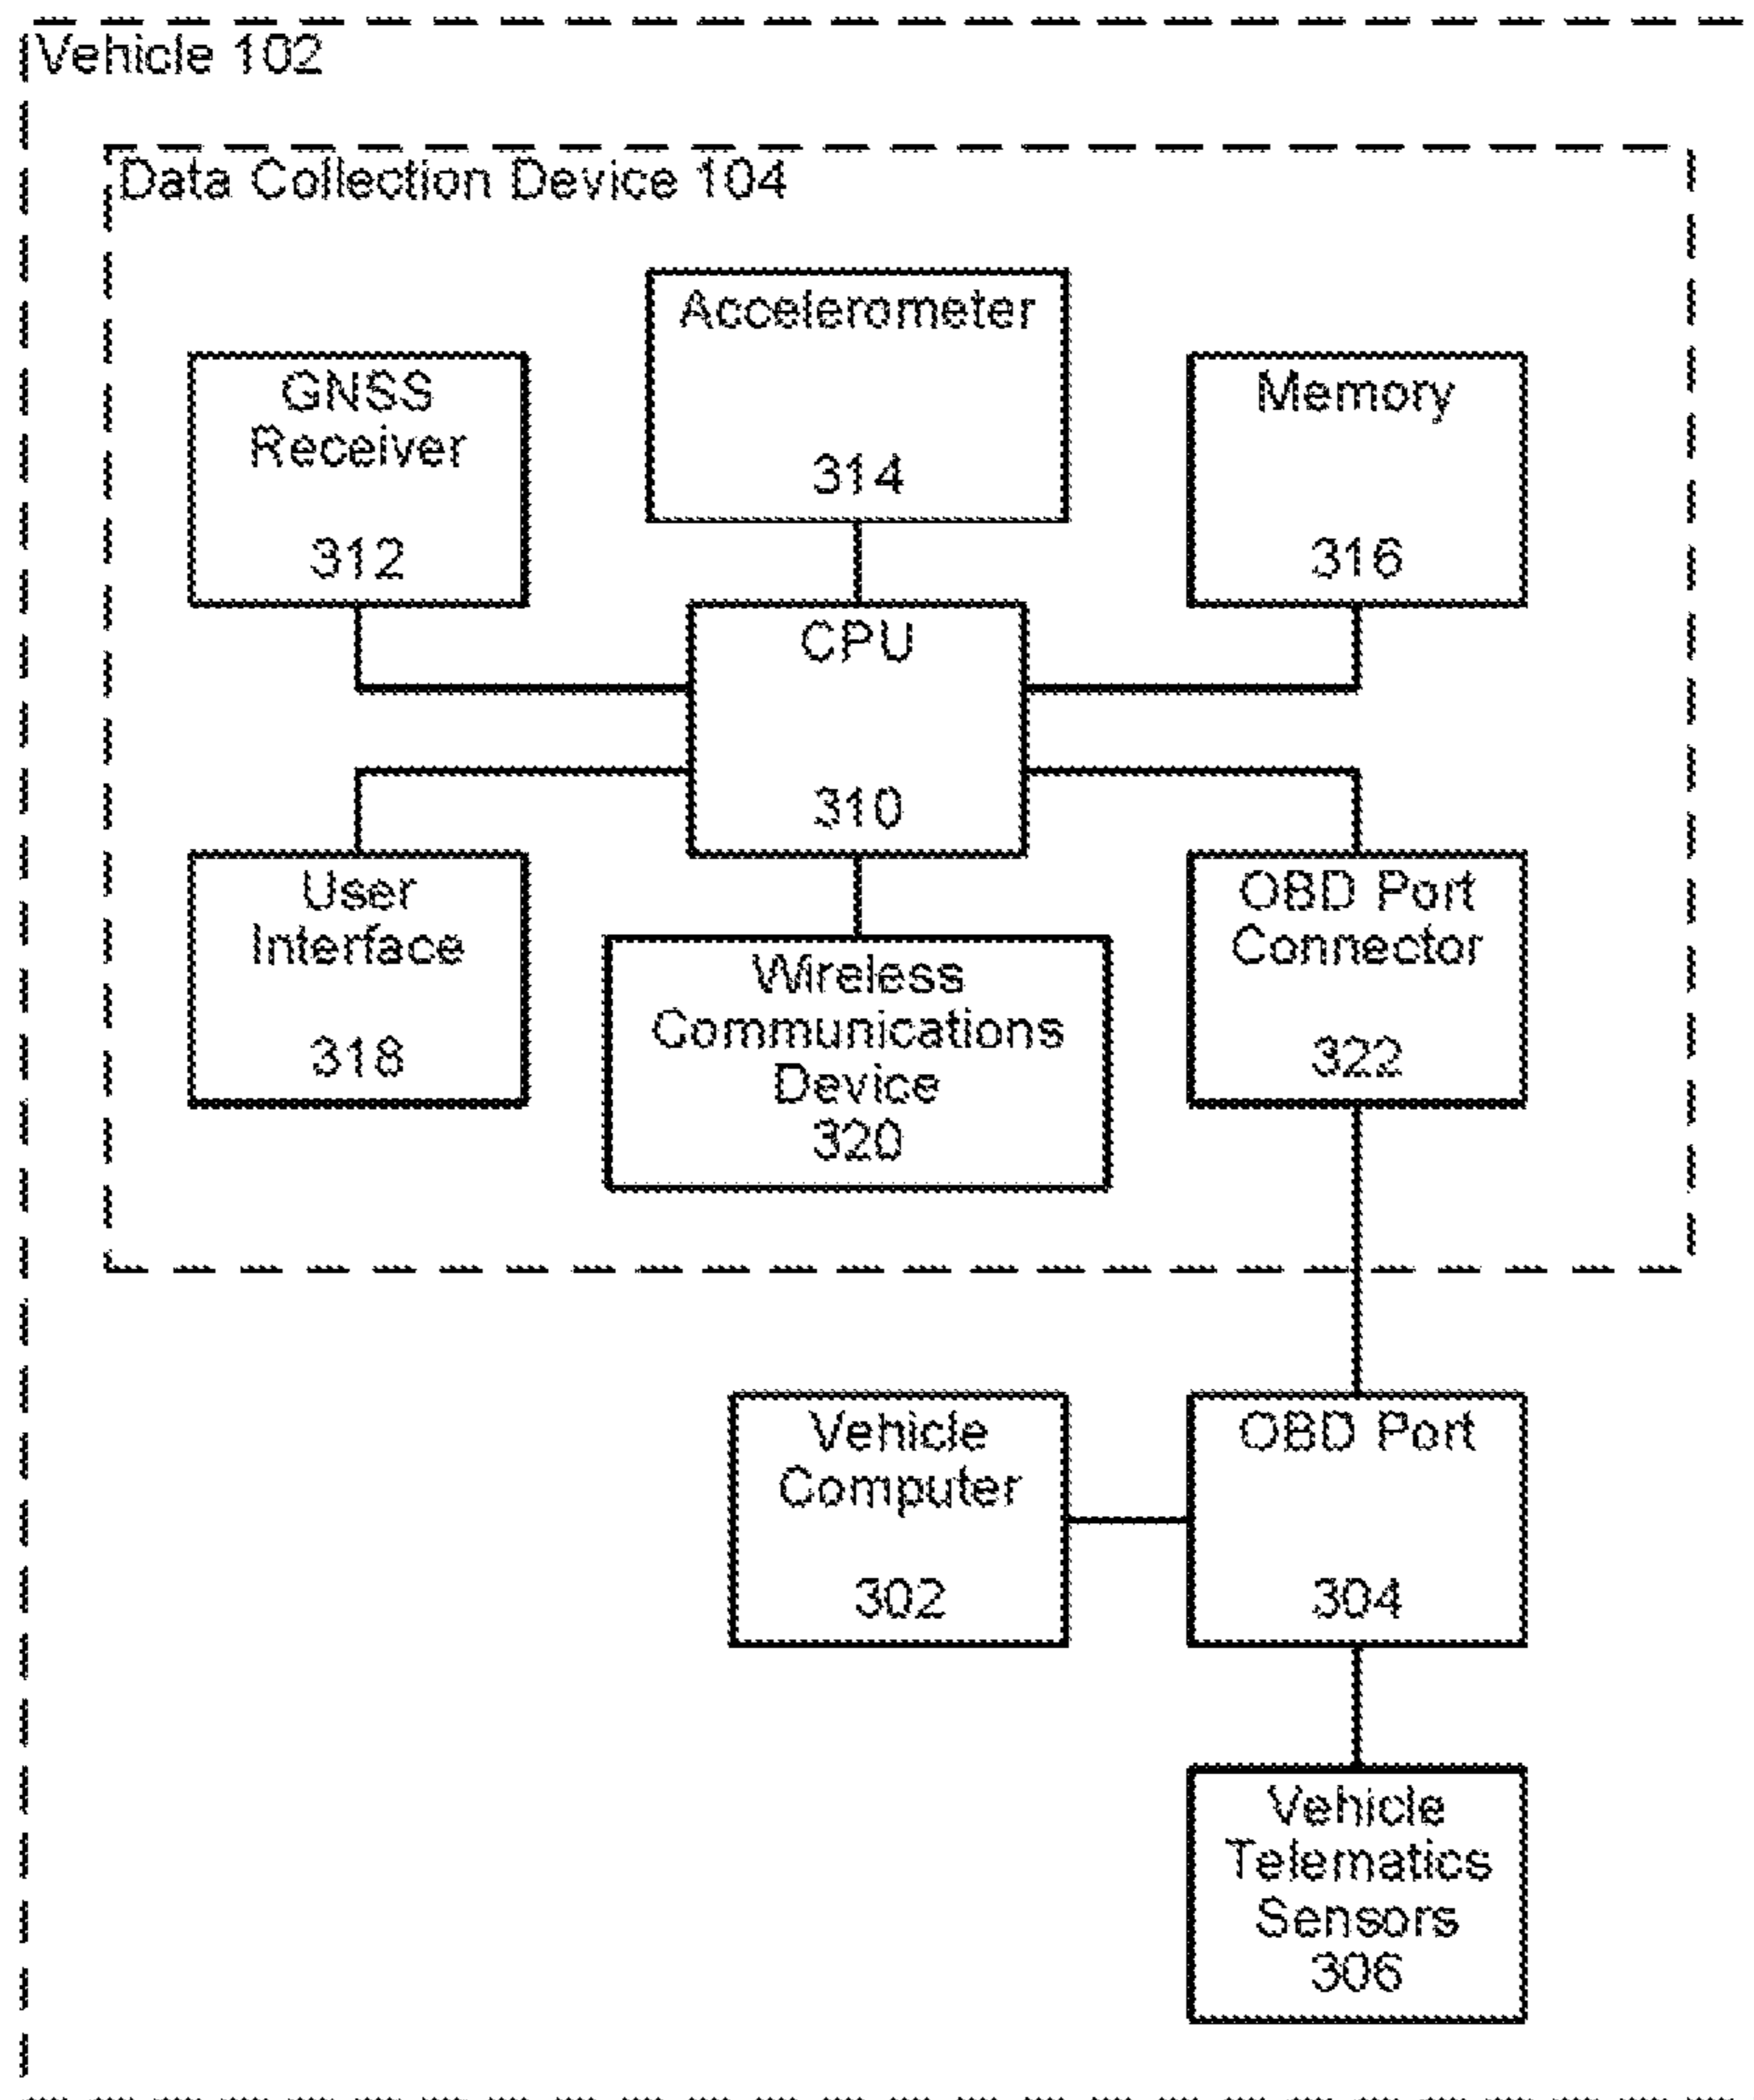 Vehicle 102
Data Collection Device 104
Accelerometer
314
GNSS
Receiver
312
Memory
316
CPU
310
User
Interface
318
Wireless
Communications
Device
320
OBD Port
Connector
322
Vehicle
Computer
302
OBD Port
304
Vehicle
Telematics
Sensors
306